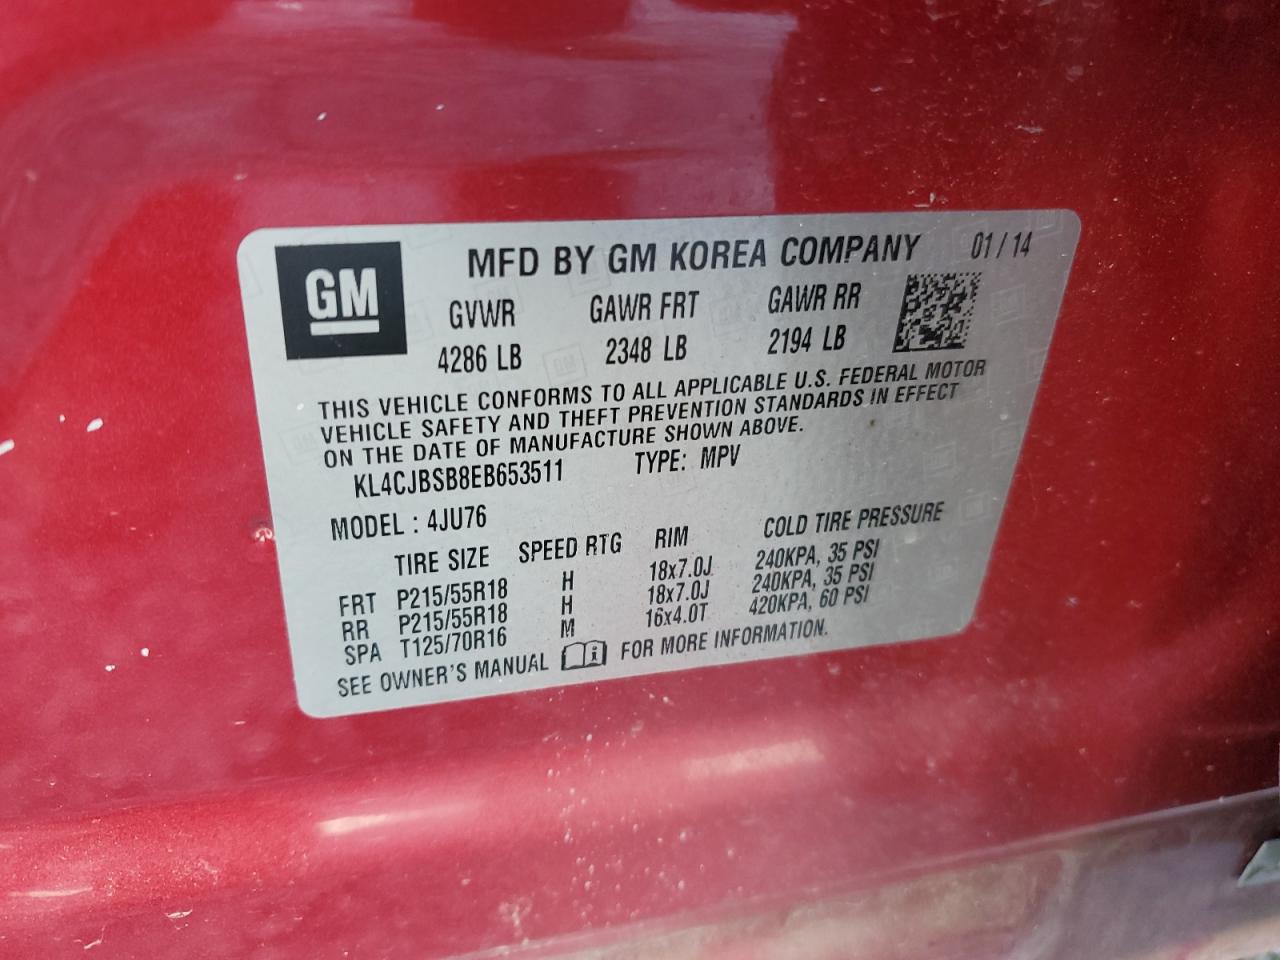 GM
MFD BY GM KOREA COMPANY 01/14
GVWR GAWR FRT GAWR RR
4286 LB 2348 LB 2194 LB
THIS VEHICLE CONFORMS TO ALL APPLICABLE U.S. FEDERAL MOTOR
VEHICLE SAFETY AND THEFT PREVENTION STANDARDS IN EFFECT
ON THE DATE OF MANUFACTURE SHOWN ABOVE.
KL4CJBSB8EB653511 TYPE: MPV
MODEL : 4JU76
TIRE SIZE SPEED RTG RIM COLD TIRE PRESSURE
FRT P215/55R18 H 18x7.0J 240KPA, 35 PSI
RR P215/55R18 H 18x7.0J 240KPA, 35 PSI
SPA T125/70R16 M 16x4.0T 420KPA, 60 PSI
SEE OWNER'S MANUAL i FOR MORE INFORMATION.